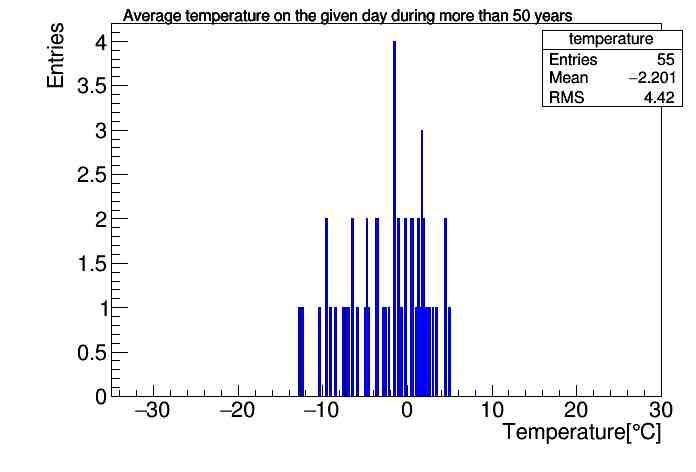 Average temperature on the given day during more than 50 years
Entries
temperature
Entries 55
Mean −2.201
RMS 4.42
4
3.5
3
2.5
2
1.5
1
0.5
0
−30 −20 −10 0 10 20 30
Temperature[°C]